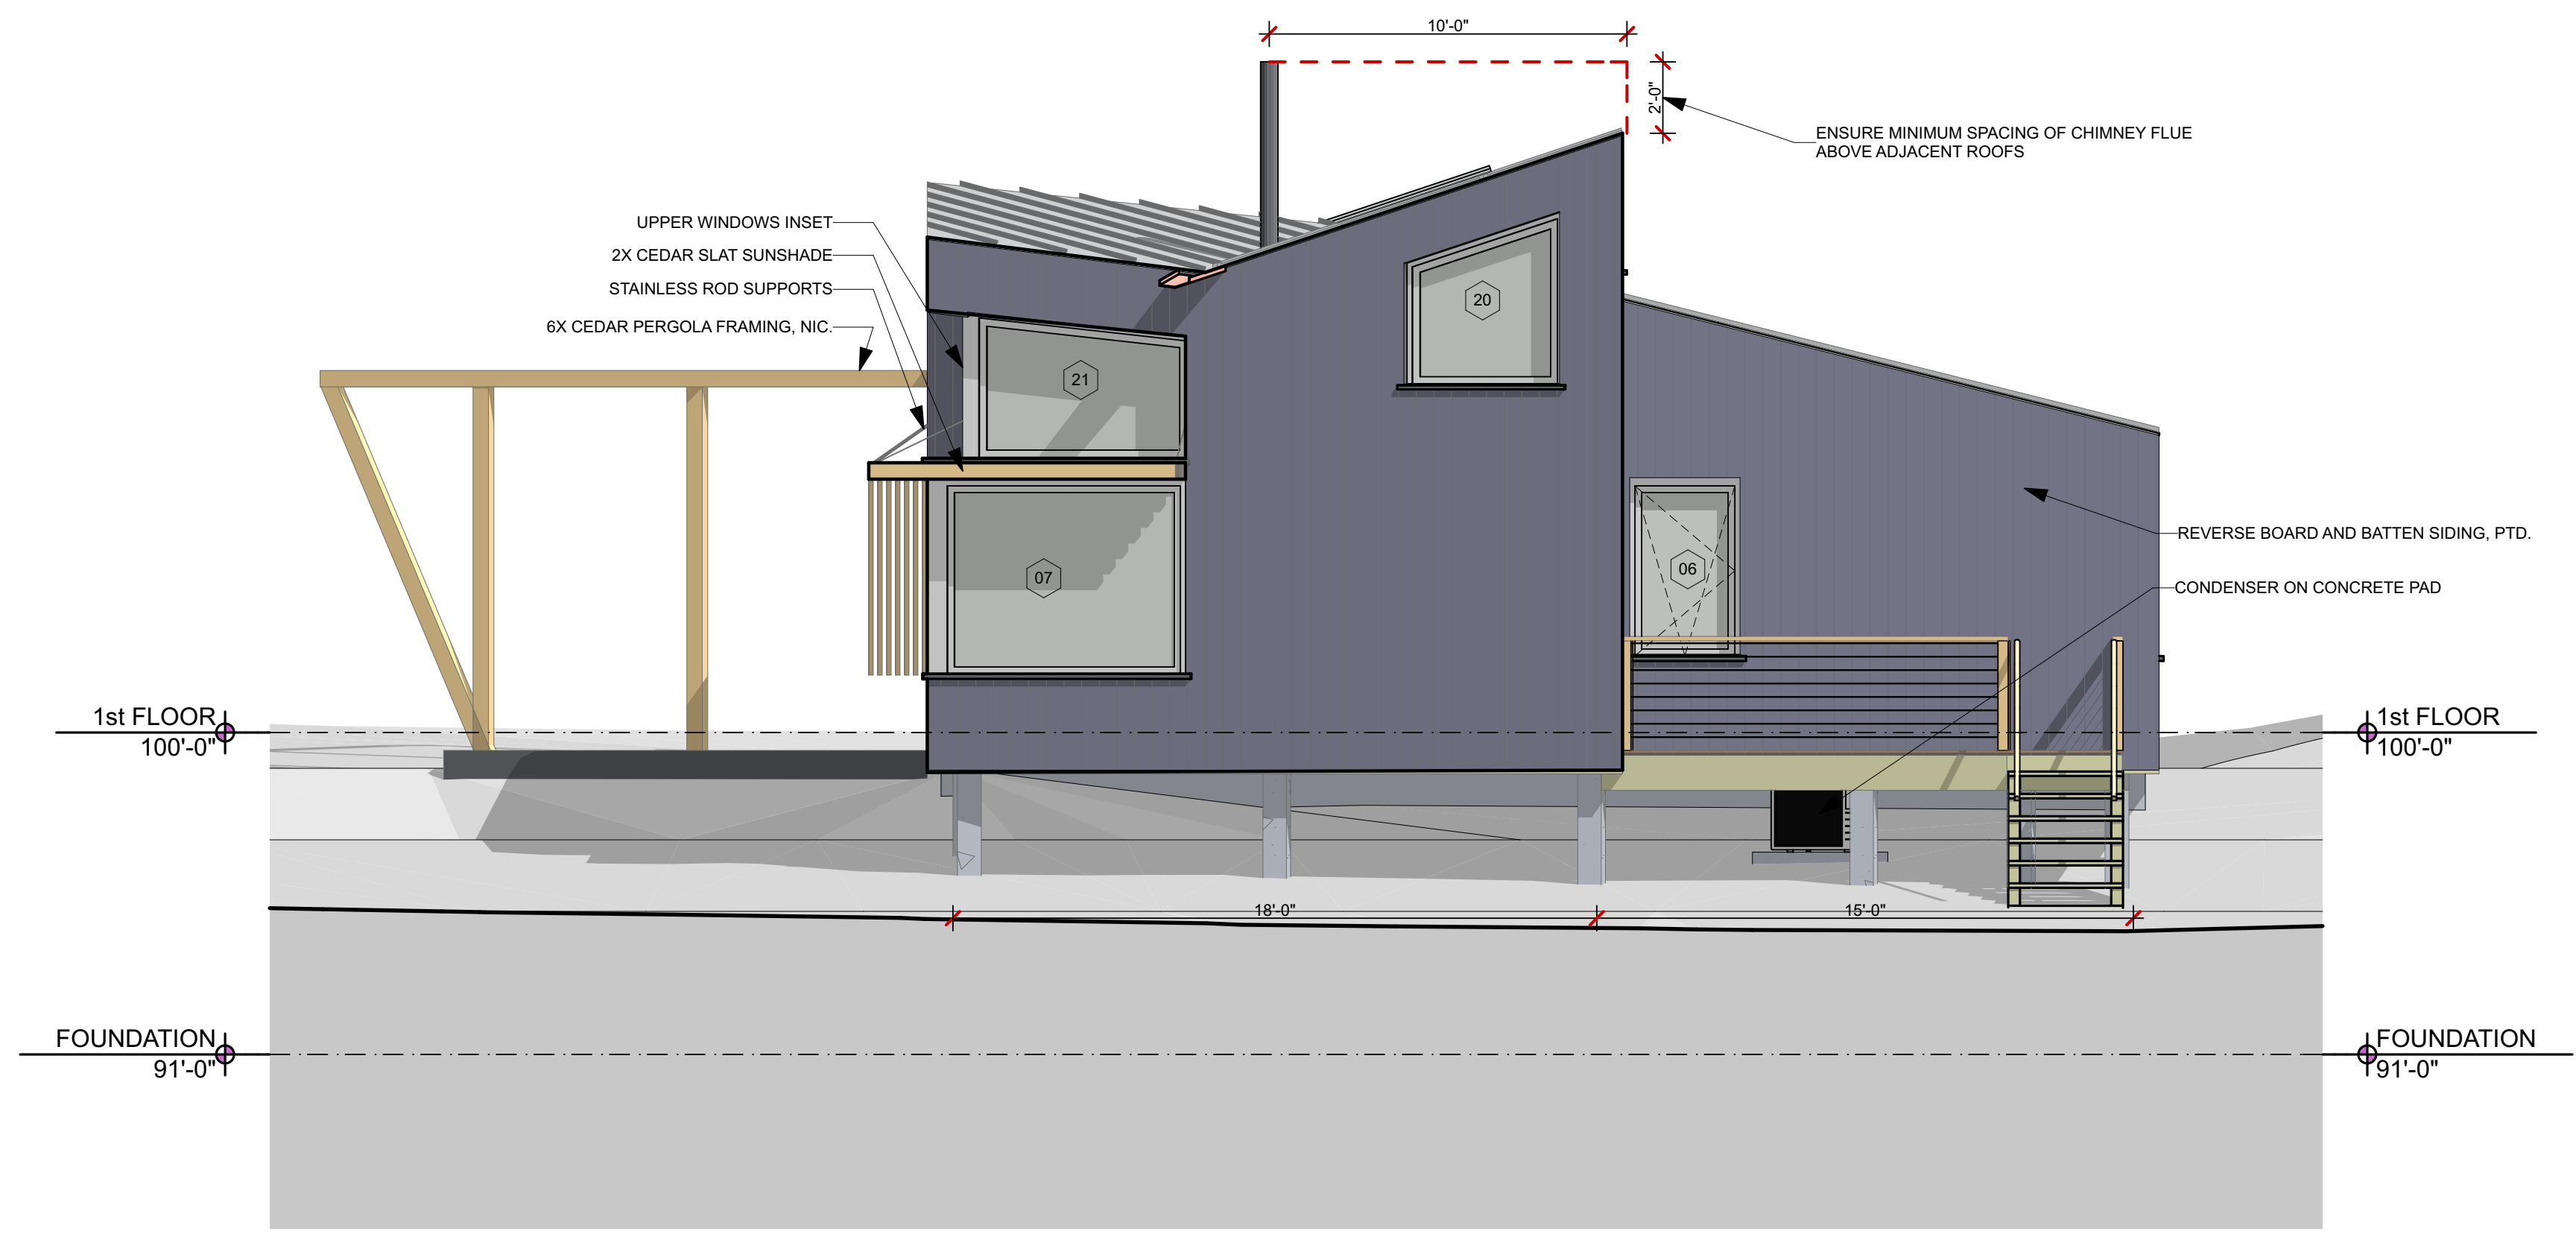 10'-0"
2'-0"
ENSURE MINIMUM SPACING OF CHIMNEY FLUE
ABOVE ADJACENT ROOFS
UPPER WINDOWS INSET
2X CEDAR SLAT SUNSHADE
STAINLESS ROD SUPPORTS
6X CEDAR PERGOLA FRAMING, NIC.
20
21
07
06
REVERSE BOARD AND BATTEN SIDING, PTD.
CONDENSER ON CONCRETE PAD
1st FLOOR
100'-0"
1st FLOOR
100'-0"
18'-0"
15'-0"
FOUNDATION
91'-0"
FOUNDATION
91'-0"